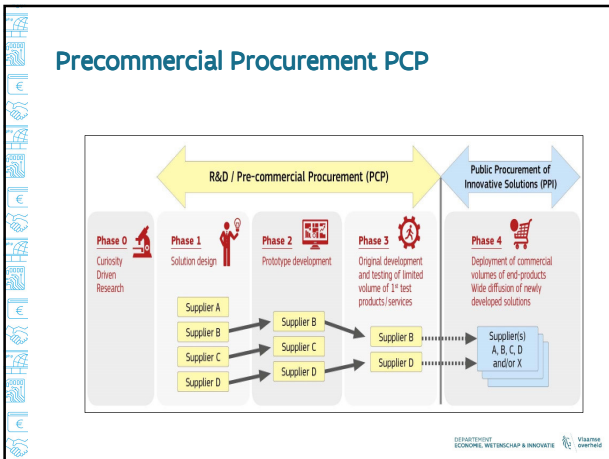 Precommercial Procurement PCP
R&D / Pre-commercial Procurement (PCP)
Public Procurement of
Innovative Solutions (PPI)
Phase 0
Curiosity
Driven
Research
Phase 1
Solution design
Supplier A
Supplier B
Supplier C
Supplier D
Phase 2
Prototype development
Supplier B
Supplier C
Supplier D
Phase 3
Original development
and testing of limited
volume of 1st test
products/services
Supplier B
Supplier D
Phase 4
Deployment of commercial
volumes of end-products
Wide diffusion of newly
developed solutions
Supplier(s)
A, B, C, D
and/or X
DEPARTEMENT
ECONOMIE, WETENSCHAP & INNOVATIE
Vlaamse
overheid